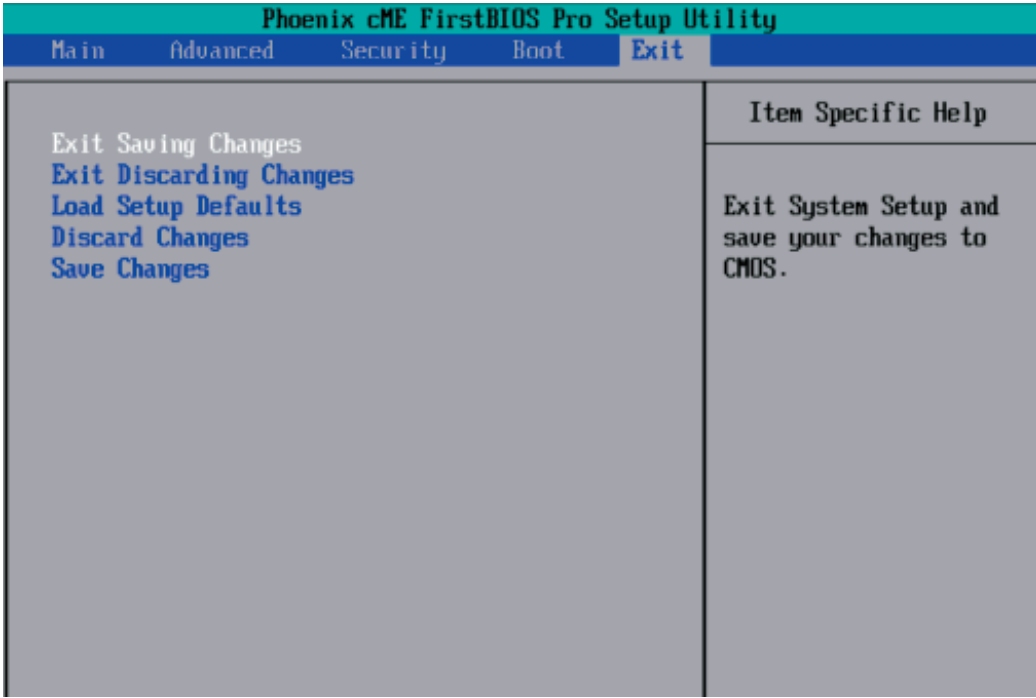 Phoenix cME FirstBIOS Pro Setup Utility
Main Advanced Security Boot Exit
Exit Saving Changes
Exit Discarding Changes
Load Setup Defaults
Discard Changes
Save Changes
Item Specific Help
Exit System Setup and
save your changes to
CMOS.